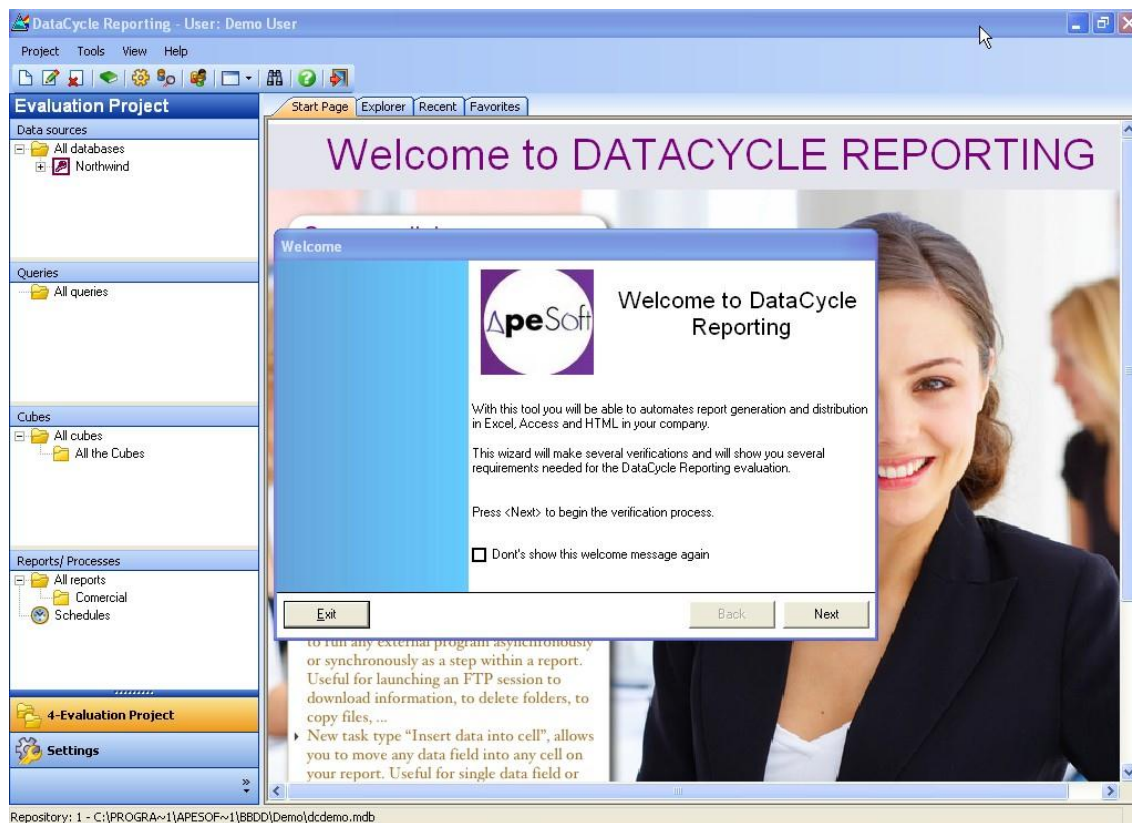 DataCycle Reporting - User: Demo User
Project Tools View Help
Evaluation Project
Start Page Explorer Recent Favorites
Data sources
All databases
Northwind
Welcome to DATACYCLE REPORTING
Welcome
Queries
All queries
ApeSoft
Welcome to DataCycle
Reporting
Cubes
All cubes
All the Cubes
With this tool you will be able to automates report generation and distribution
in Excel, Access and HTML in your company.
This wizard will make several verifications and will show you several
requirements needed for the DataCycle Reporting evaluation.
Press <Next> to begin the verification process.
Dont's show this welcome message again
Reports/ Processes
All reports
Comercial
Schedules
Exit Back Next
to run any external program asynchronously
or synchronously as a step within a report.
Useful for launching an FTP session to
download information, to delete folders, to
copy files, ...
New task type “Insert data into cell”, allows
you to move any data field into any cell on
your report. Useful for single data field or
4-Evaluation Project
Settings
Repository: 1 - C:\PROGRA~1\APESOF~1\BBDD\Demo\dcdemo.mdb